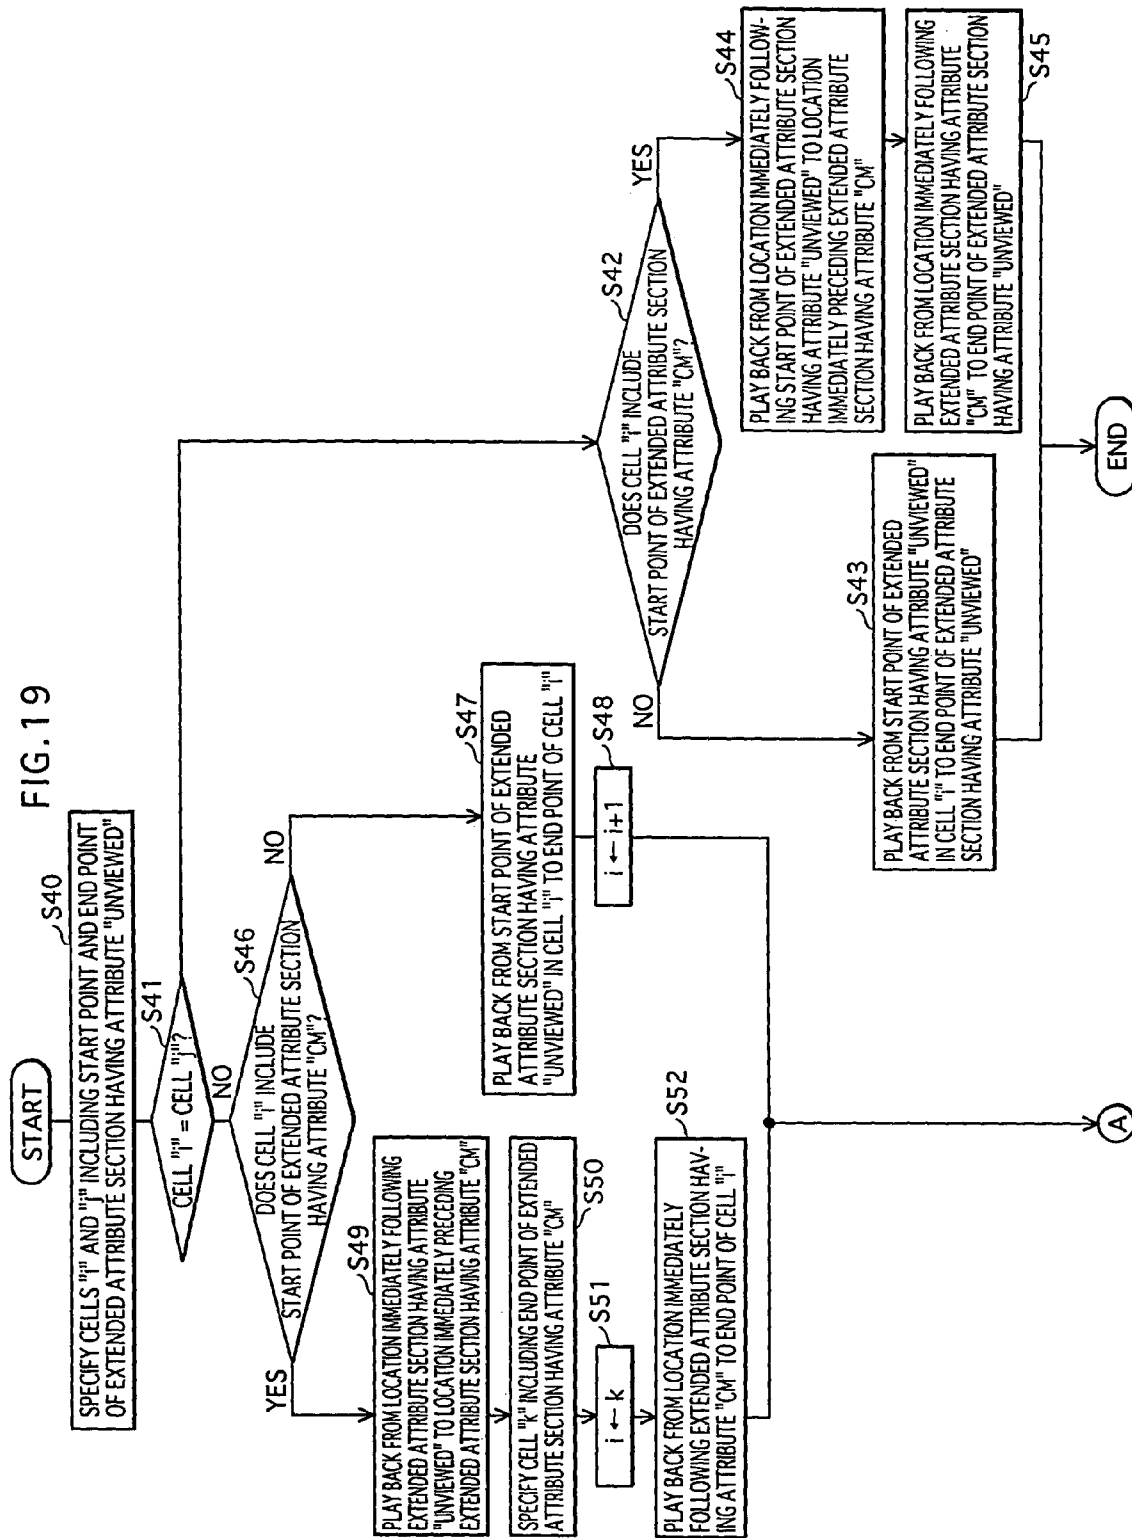 FIG.19
START
S40
SPECIFY CELLS "i" AND "j" INCLUDING START POINT AND END POINT
OF EXTENDED ATTRIBUTE SECTION HAVING ATTRIBUTE "UNVIEWED"
S41
CELL "i" = CELL "j"?
NO
S46
DOES CELL "i" INCLUDE
START POINT OF EXTENDED ATTRIBUTE SECTION
HAVING ATTRIBUTE "CM"?
YES
NO
S49
PLAY BACK FROM LOCATION IMMEDIATELY FOLLOWING
EXTENDED ATTRIBUTE SECTION HAVING ATTRIBUTE
"UNVIEWED" TO LOCATION IMMEDIATELY PRECEDING
EXTENDED ATTRIBUTE SECTION HAVING ATTRIBUTE "CM"
SPECIFY CELL "k" INCLUDING END POINT OF EXTENDED
ATTRIBUTE SECTION HAVING ATTRIBUTE "CM"
S50
S51
i ← k
S52
PLAY BACK FROM LOCATION IMMEDIATELY
FOLLOWING EXTENDED ATTRIBUTE SECTION HAV-
ING ATTRIBUTE "CM" TO END POINT OF CELL "i"
S47
PLAY BACK FROM START POINT OF EXTENDED
ATTRIBUTE SECTION HAVING ATTRIBUTE
"UNVIEWED" IN CELL "i" TO END POINT OF CELL "i"
S48
i ← i+1
A
S42
DOES CELL "i" INCLUDE
START POINT OF EXTENDED ATTRIBUTE SECTION
HAVING ATTRIBUTE "CM"?
NO
YES
S43
PLAY BACK FROM START POINT OF EXTENDED
ATTRIBUTE SECTION HAVING ATTRIBUTE "UNVIEWED"
IN CELL "i" TO END POINT OF EXTENDED ATTRIBUTE
SECTION HAVING ATTRIBUTE "UNVIEWED"
S44
PLAY BACK FROM LOCATION IMMEDIATELY FOLLOW-
ING START POINT OF EXTENDED ATTRIBUTE SECTION
HAVING ATTRIBUTE "UNVIEWED" TO LOCATION
IMMEDIATELY PRECEDING EXTENDED ATTRIBUTE
SECTION HAVING ATTRIBUTE "CM"
PLAY BACK FROM LOCATION IMMEDIATELY FOLLOWING
EXTENDED ATTRIBUTE SECTION HAVING ATTRIBUTE
"CM" TO END POINT OF EXTENDED ATTRIBUTE SECTION
HAVING ATTRIBUTE "UNVIEWED"
S45
END